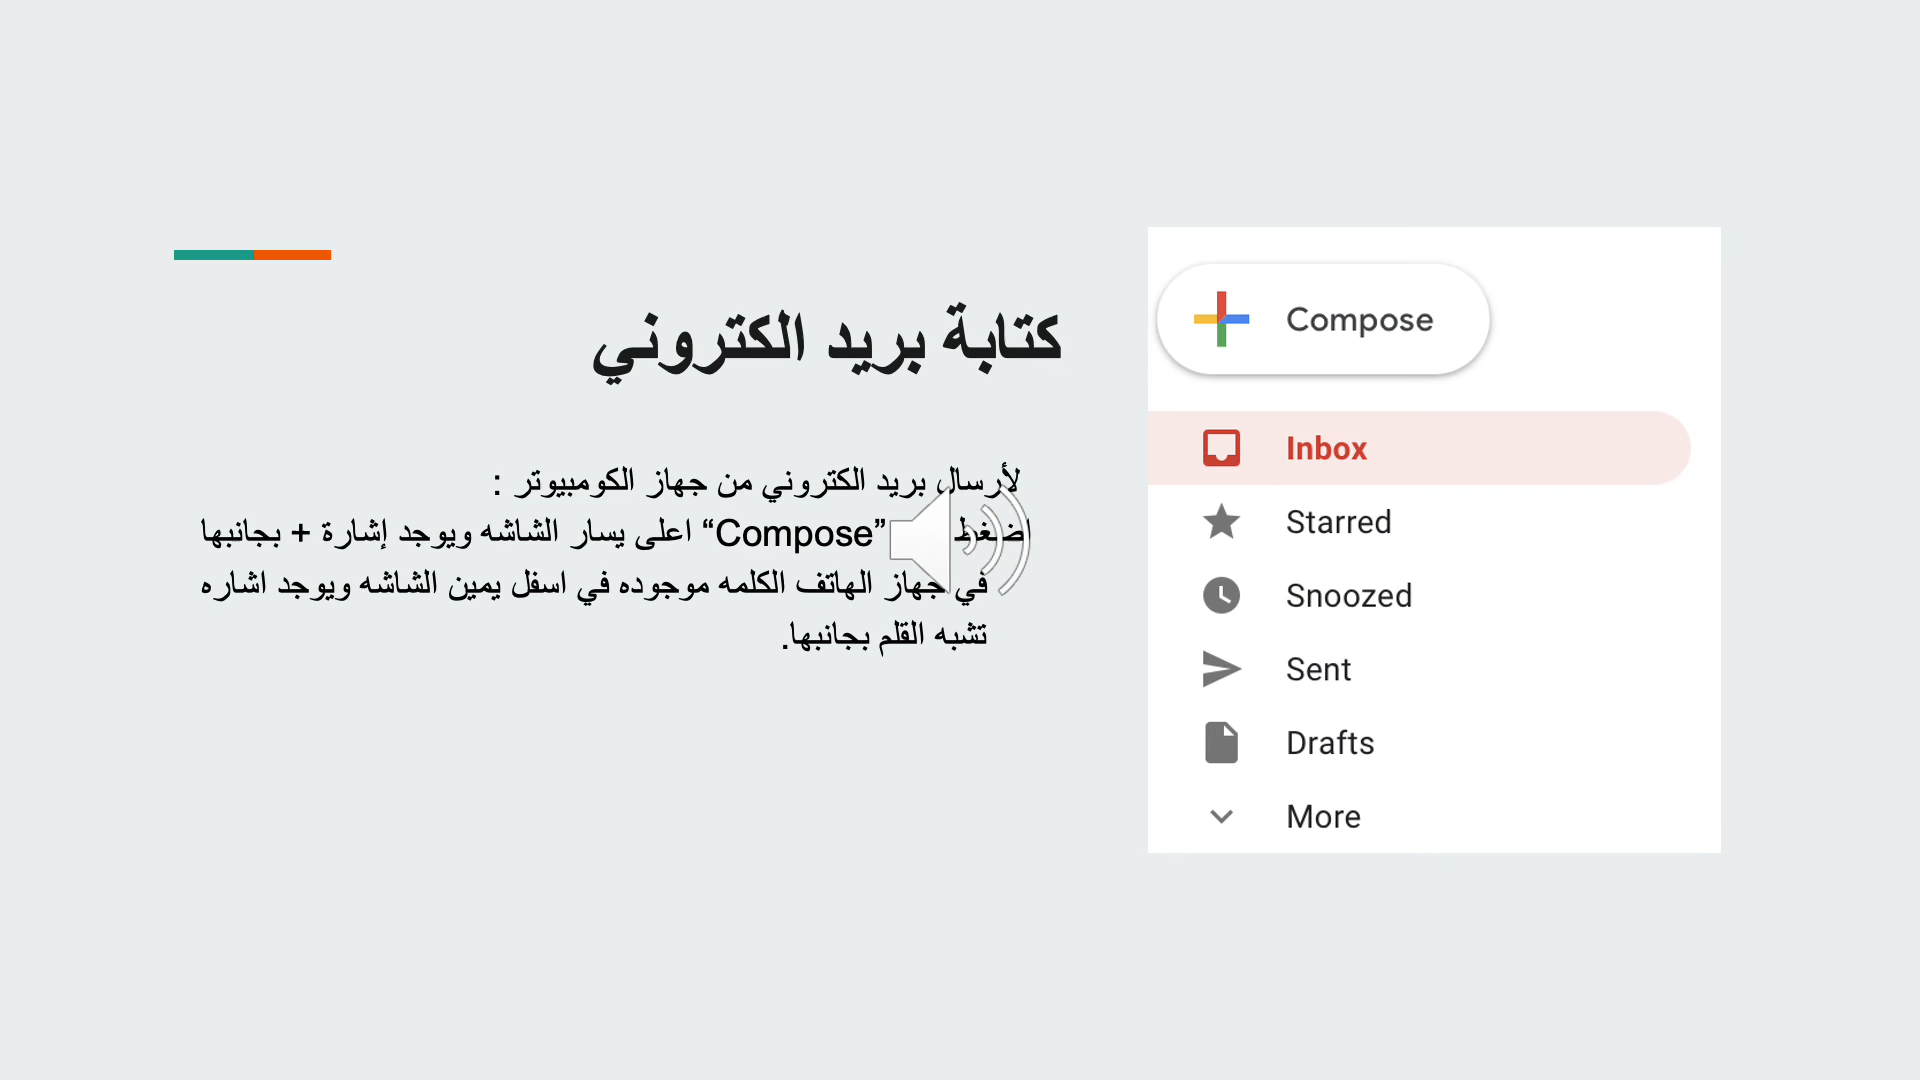 كتابة بريد الكتروني
لأرسال بريد الكتروني من جهاز الكومبيوتر :
اضغط “Compose” اعلى يسار الشاشه ويوجد إشارة + بجانبها
في جهاز الهاتف الكلمه موجوده في اسفل يمين الشاشه ويوجد اشاره
تشبه القلم بجانبها.
Compose
Inbox
Starred
Snoozed
Sent
Drafts
More